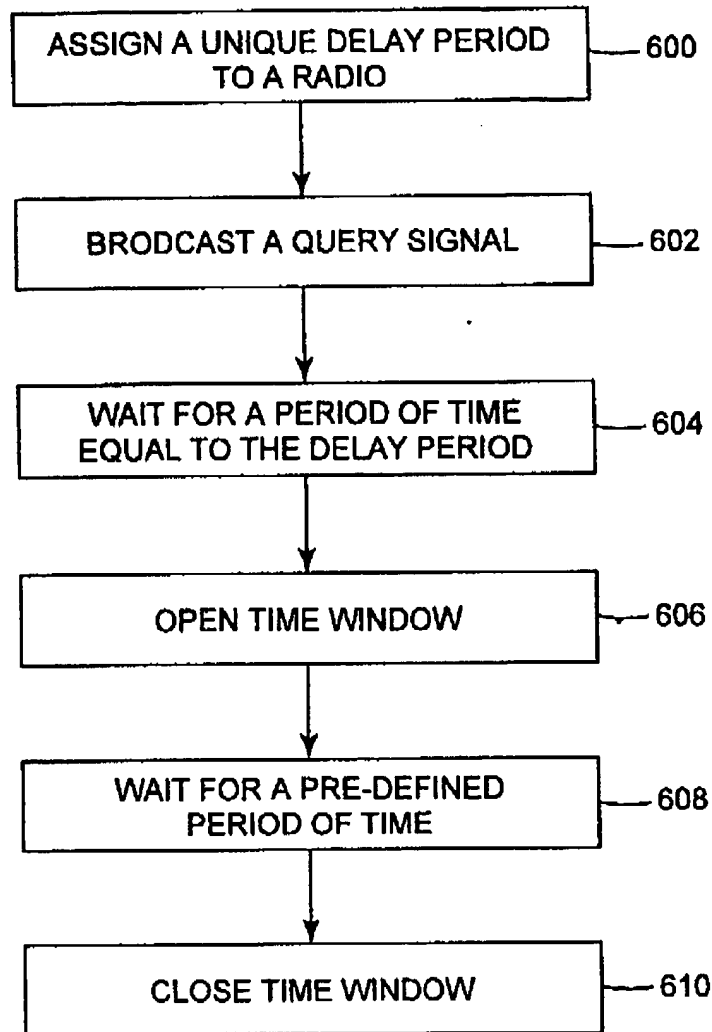 ASSIGN A UNIQUE DELAY PERIOD
TO A RADIO
600
BRODCAST A QUERY SIGNAL
602
WAIT FOR A PERIOD OF TIME
EQUAL TO THE DELAY PERIOD
604
OPEN TIME WINDOW
606
WAIT FOR A PRE-DEFINED
PERIOD OF TIME
608
CLOSE TIME WINDOW
610